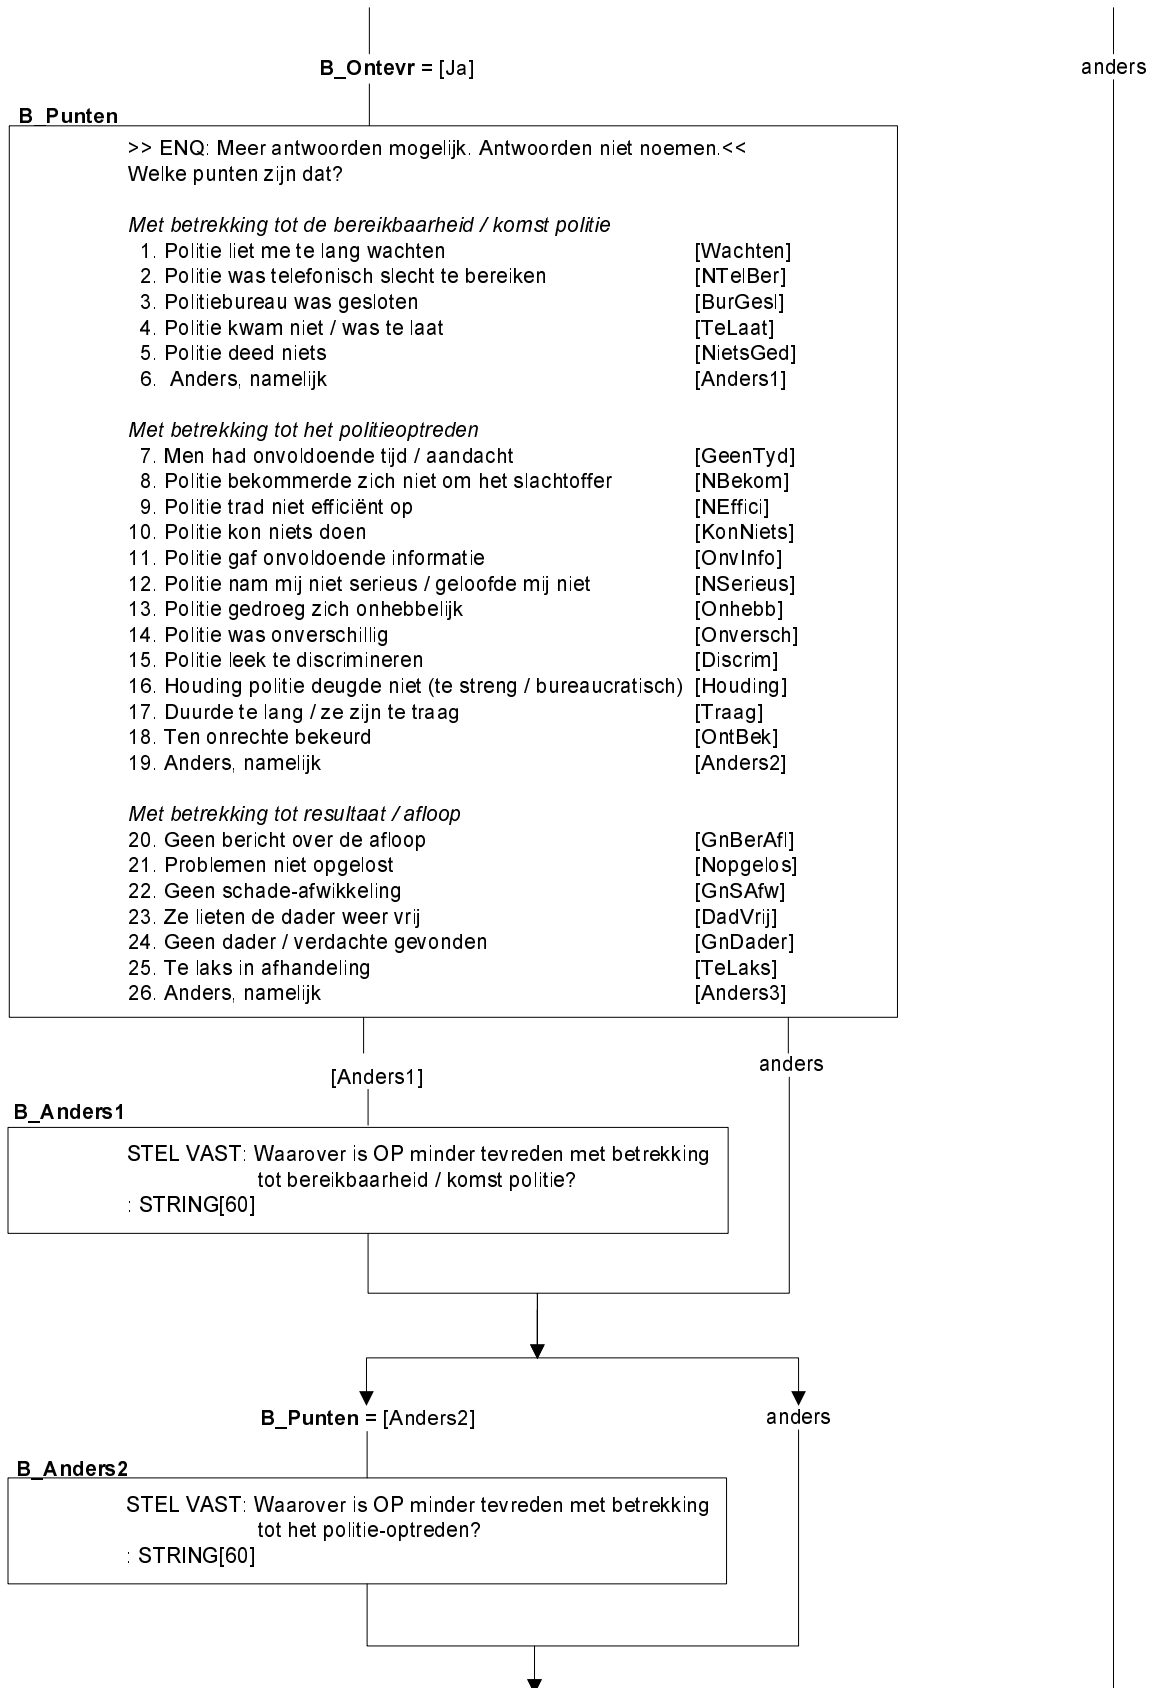 B_Ontevr = [Ja]
anders
B_Punten
>> ENQ: Meer antwoorden mogelijk. Antwoorden niet noemen.<<
Welke punten zijn dat?
Met betrekking tot de bereikbaarheid / komst politie
1. Politie liet me te lang wachten [Wachten]
2. Politie was telefonisch slecht te bereiken [NTelBer]
3. Politiebureau was gesloten [BurGesl]
4. Politie kwam niet / was te laat [TeLaat]
5. Politie deed niets [NietsGed]
6. Anders, namelijk [Anders1]
Met betrekking tot het politieoptreden
7. Men had onvoldoende tijd / aandacht [GeenTyd]
8. Politie bekommerde zich niet om het slachtoffer [NBekom]
9. Politie trad niet efficiënt op [NEffici]
10. Politie kon niets doen [KonNiets]
11. Politie gaf onvoldoende informatie [OnvInfo]
12. Politie nam mij niet serieus / geloofde mij niet [NSerieus]
13. Politie gedroeg zich onhebbelijk [Onhebb]
14. Politie was onverschillig [Onversch]
15. Politie leek te discrimineren [Discrim]
16. Houding politie deugde niet (te streng / bureaucratisch) [Houding]
17. Duurde te lang / ze zijn te traag [Traag]
18. Ten onrechte bekeurd [OntBek]
19. Anders, namelijk [Anders2]
Met betrekking tot resultaat / afloop
20. Geen bericht over de afloop [GnBerAfl]
21. Problemen niet opgelost [Nopgelos]
22. Geen schade-afwikkeling [GnSAfw]
23. Ze lieten de dader weer vrij [DadVrij]
24. Geen dader / verdachte gevonden [GnDader]
25. Te laks in afhandeling [TeLaks]
26. Anders, namelijk [Anders3]
[Anders1]
anders
B_Anders1
STEL VAST: Waarover is OP minder tevreden met betrekking
tot bereikbaarheid / komst politie?
: STRING[60]
B_Punten = [Anders2]
anders
B_Anders2
STEL VAST: Waarover is OP minder tevreden met betrekking
tot het politie-optreden?
: STRING[60]